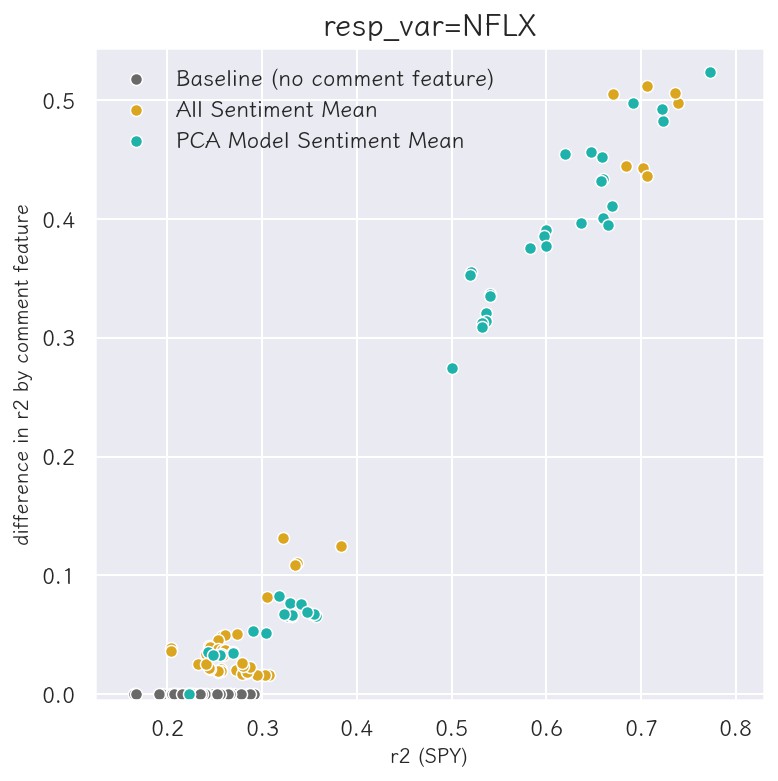 resp_var=NFLX
Baseline (no comment feature)
All Sentiment Mean
PCA Model Sentiment Mean
difference in r2 by comment feature
0.5
0.4
0.3
0.2
0.1
0.0
0.2 0.3 0.4 0.5 0.6 0.7 0.8
r2 (SPY)